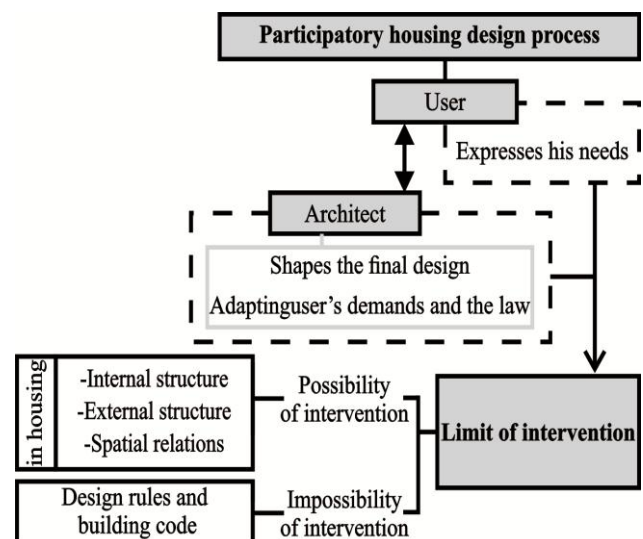 Participatory housing design process
User
Expresses his needs
Architect
Shapes the final design
Adaptinguser's demands and the law
in housing
-Internal structure
-External structure
-Spatial relations
Possibility
of intervention
Limit of intervention
Design rules and
building code
Impossibility
of intervention